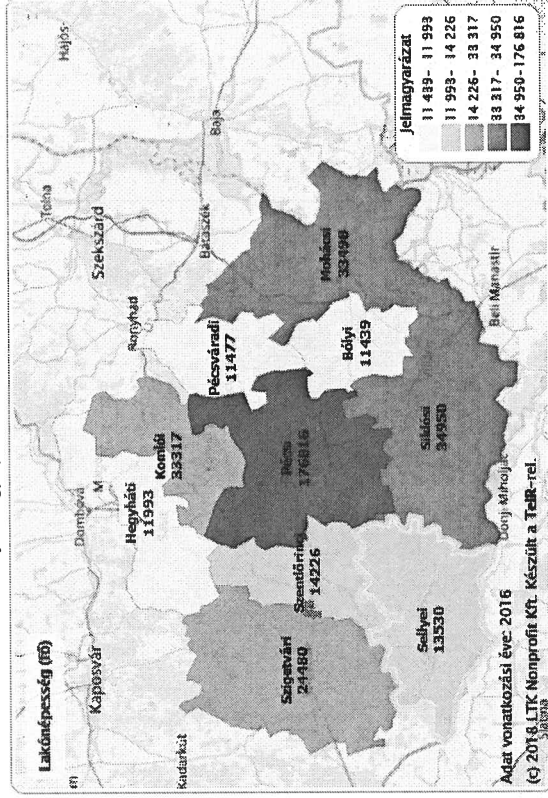 Lakónépesség (fő)
Kaposvár
Kadarkút
Dombóvá
M
Hegyháti
11993
Bonyhád
Szekszárd
Tolna
Hajós-
Bátaszék
Baja
Komlói
33317
Pécsváradi
11477
Mohácsi
33498
Szigetvári
24480
Szentlőrinc
14226
Pécsi
176816
Bólyi
11439
Sellyei
13530
Siklósi
34950
Donji Miholjac
Beli Manastir
Slatina
Jelmagyarázat
11 439- 11 993
11 993- 14 226
14 226- 33 317
33 317- 34 950
34 950-176 816
Adat vonatkozási éve: 2016
(c) 2018 LTK Nonprofit Kft. Készült a TeIR-rel.